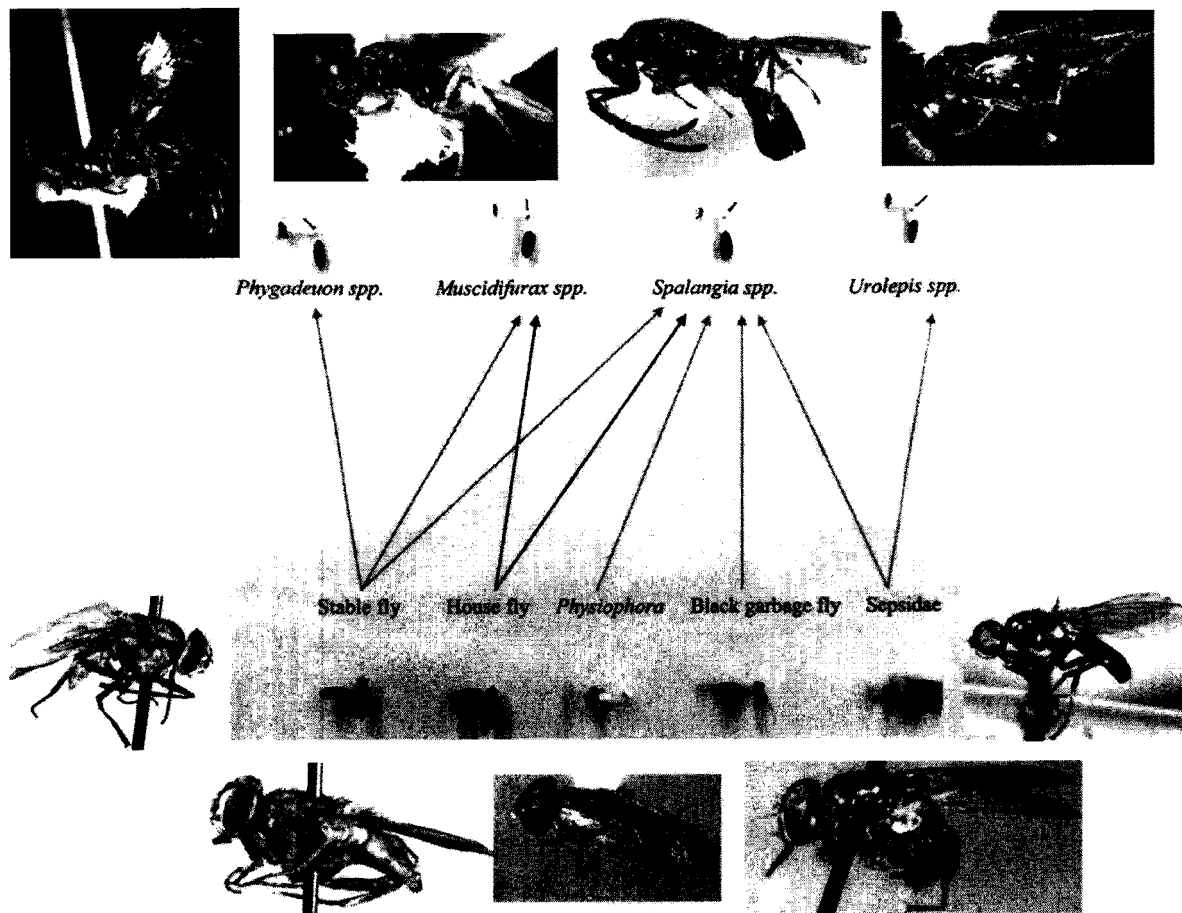 Phygadeuon spp. Muscidifurax spp. Spalangia spp. Urolepis spp.
Stable fly House fly Physiophora Black garbage fly Sepsidae